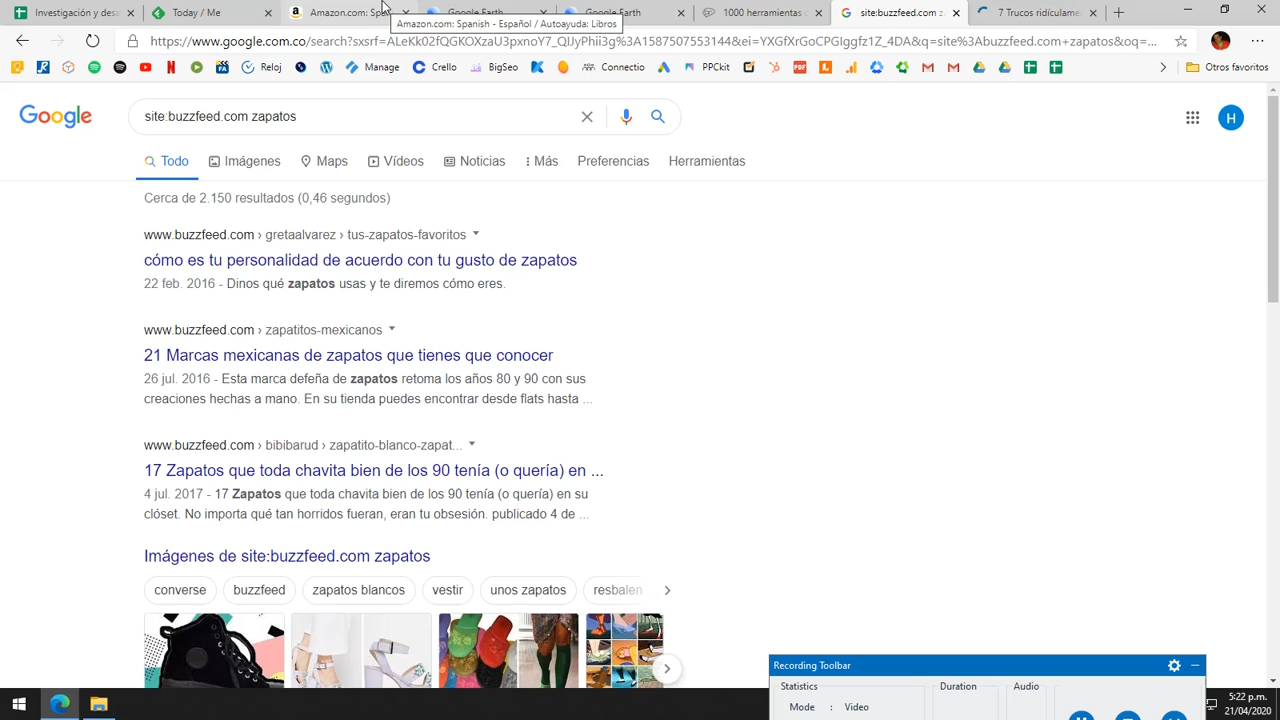 Investigación des
Today / Me
Amazon.com: Spa
Google Earth
Google Earth
1000 herramientas
site:buzzfeed.com za
7 Trucos ridículame
Amazon.com: Spanish - Español / Autoayuda: Libros
https://www.google.com.co/search?sxsrf=ALeKk02fQGKOXzaU3pxnoY7_QIJyPhii3g%3A1587507553144&ei=YXGfXrGoCPGIggfz1Z_4DA&q=site%3Abuzzfeed.com+zapatos&oq=...
Reloj
Manage
Crello
BigSeo
Connectio
PPCkit
Otros favoritos
Google
site:buzzfeed.com zapatos
H
Todo
Imágenes
Maps
Vídeos
Noticias
Más
Preferencias
Herramientas
Cerca de 2.150 resultados (0,46 segundos)
www.buzzfeed.com › gretaalvarez › tus-zapatos-favoritos
cómo es tu personalidad de acuerdo con tu gusto de zapatos
22 feb. 2016 - Dinos qué zapatos usas y te diremos cómo eres.
www.buzzfeed.com › zapatitos-mexicanos
21 Marcas mexicanas de zapatos que tienes que conocer
26 jul. 2016 - Esta marca defeña de zapatos retoma los años 80 y 90 con sus
creaciones hechas a mano. En su tienda puedes encontrar desde flats hasta ...
www.buzzfeed.com › bibibarud › zapatito-blanco-zapat...
17 Zapatos que toda chavita bien de los 90 tenía (o quería) en ...
4 jul. 2017 - 17 Zapatos que toda chavita bien de los 90 tenía (o quería) en su
clóset. No importa qué tan horridos fueran, eran tu obsesión. publicado 4 de ...
Imágenes de site:buzzfeed.com zapatos
converse
buzzfeed
zapatos blancos
vestir
unos zapatos
resbalen
Recording Toolbar
Statistics
Duration
Audio
Mode : Video
5:22 p.m.
21/04/2020